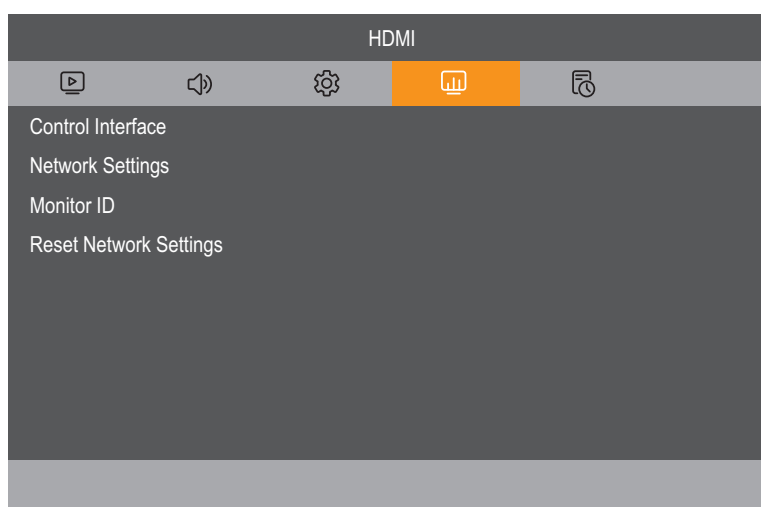 HDMI
Control Interface
Network Settings
Monitor ID
Reset Network Settings